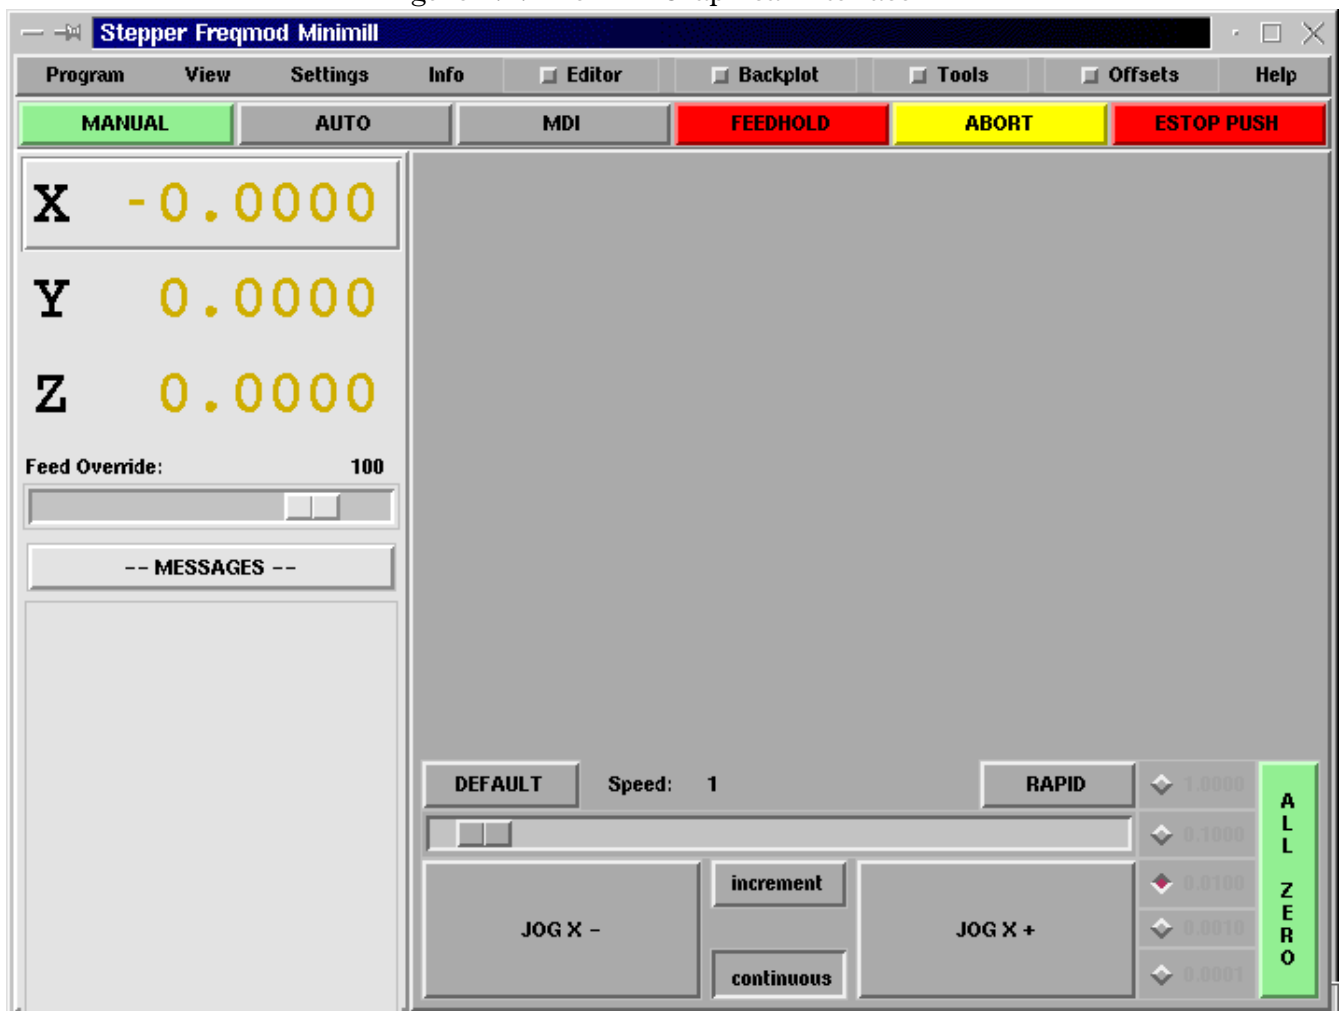 Stepper Freqmod Minimill
Program View Settings Info Editor Backplot Tools Offsets Help
MANUAL AUTO MDI FEEDHOLD ABORT ESTOP PUSH
X -0.0000
Y 0.0000
Z 0.0000
Feed Override: 100
-- MESSAGES --
DEFAULT Speed: 1 RAPID
1.0000
0.1000
0.0100
0.0010
0.0001
increment
JOG X - JOG X +
continuous
ALL ZERO